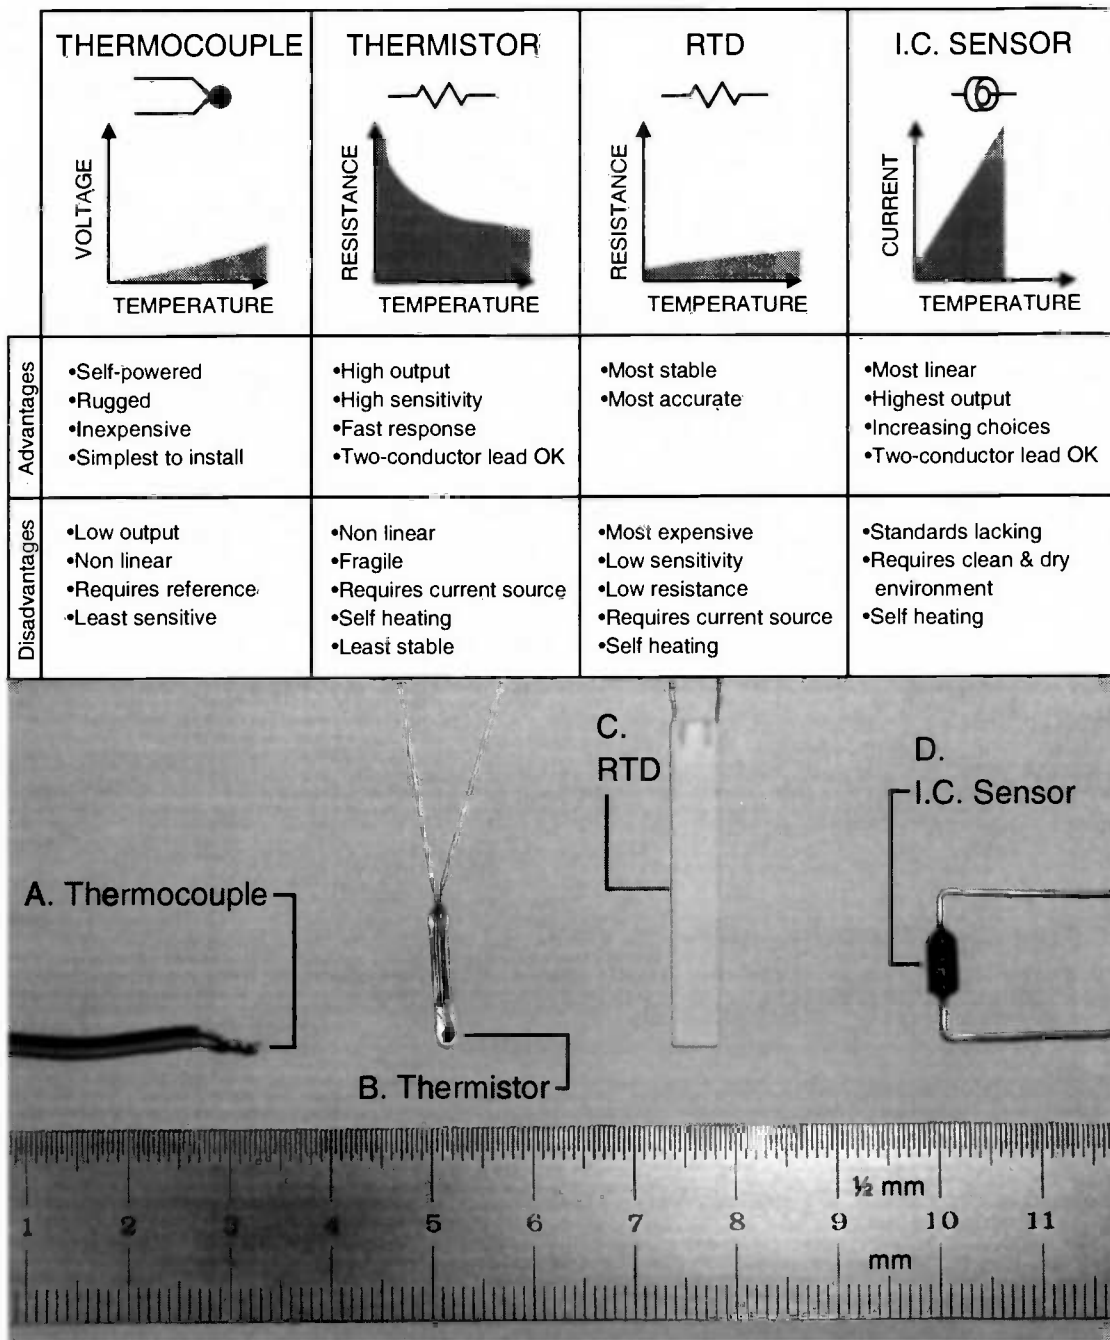 THERMOCOUPLE
THERMISTOR
RTD
I.C. SENSOR
VOLTAGE
TEMPERATURE
RESISTANCE
TEMPERATURE
RESISTANCE
TEMPERATURE
CURRENT
TEMPERATURE
Advantages
•Self-powered
•Rugged
•Inexpensive
•Simplest to install
•High output
•High sensitivity
•Fast response
•Two-conductor lead OK
•Most stable
•Most accurate
•Most linear
•Highest output
•Increasing choices
•Two-conductor lead OK
Disadvantages
•Low output
•Non linear
•Requires reference
•Least sensitive
•Non linear
•Fragile
•Requires current source
•Self heating
•Least stable
•Most expensive
•Low sensitivity
•Low resistance
•Requires current source
•Self heating
•Standards lacking
•Requires clean & dry
environment
•Self heating
C.
RTD
D.
I.C. Sensor
A. Thermocouple
B. Thermistor
½ mm
1 2 3 4 5 6 7 8 9 10 11
mm